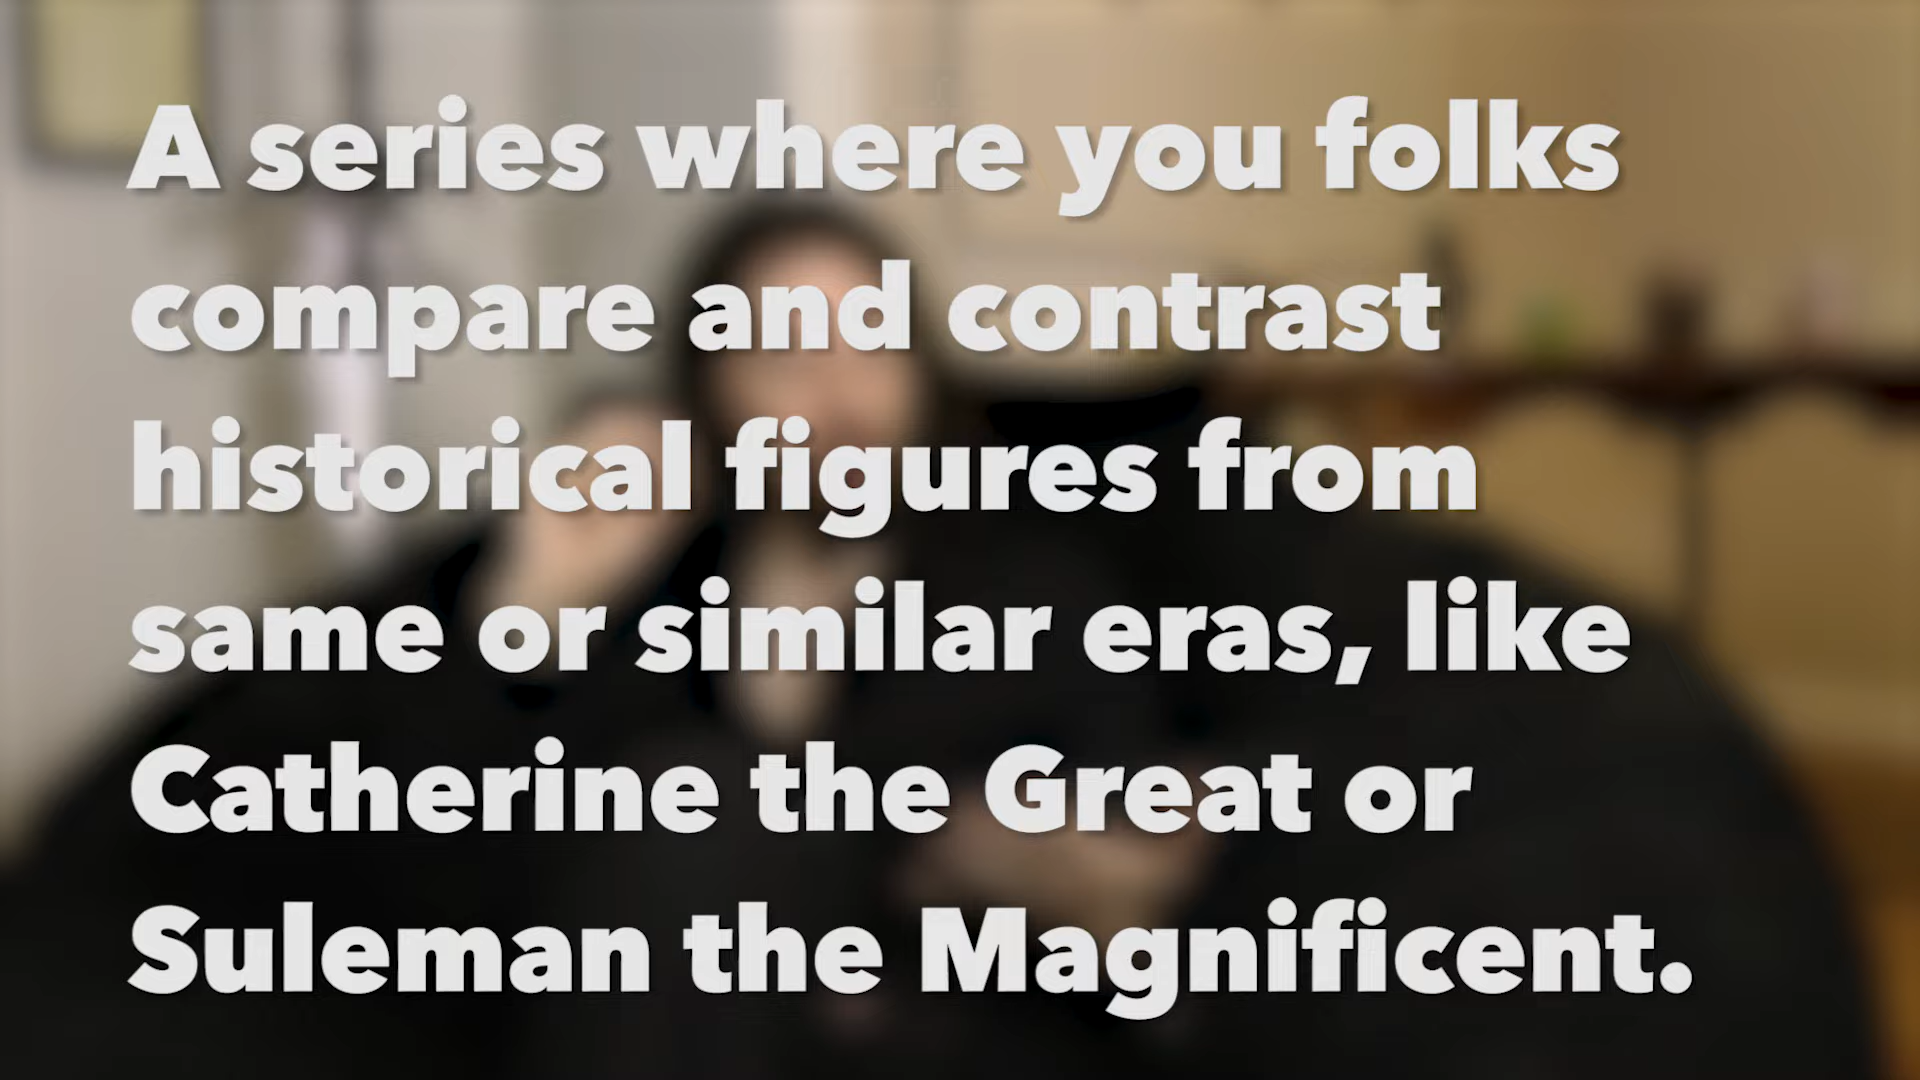 A series where you folks
compare and contrast
historical figures from
same or similar eras, like
Catherine the Great or
Suleman the Magnificent.